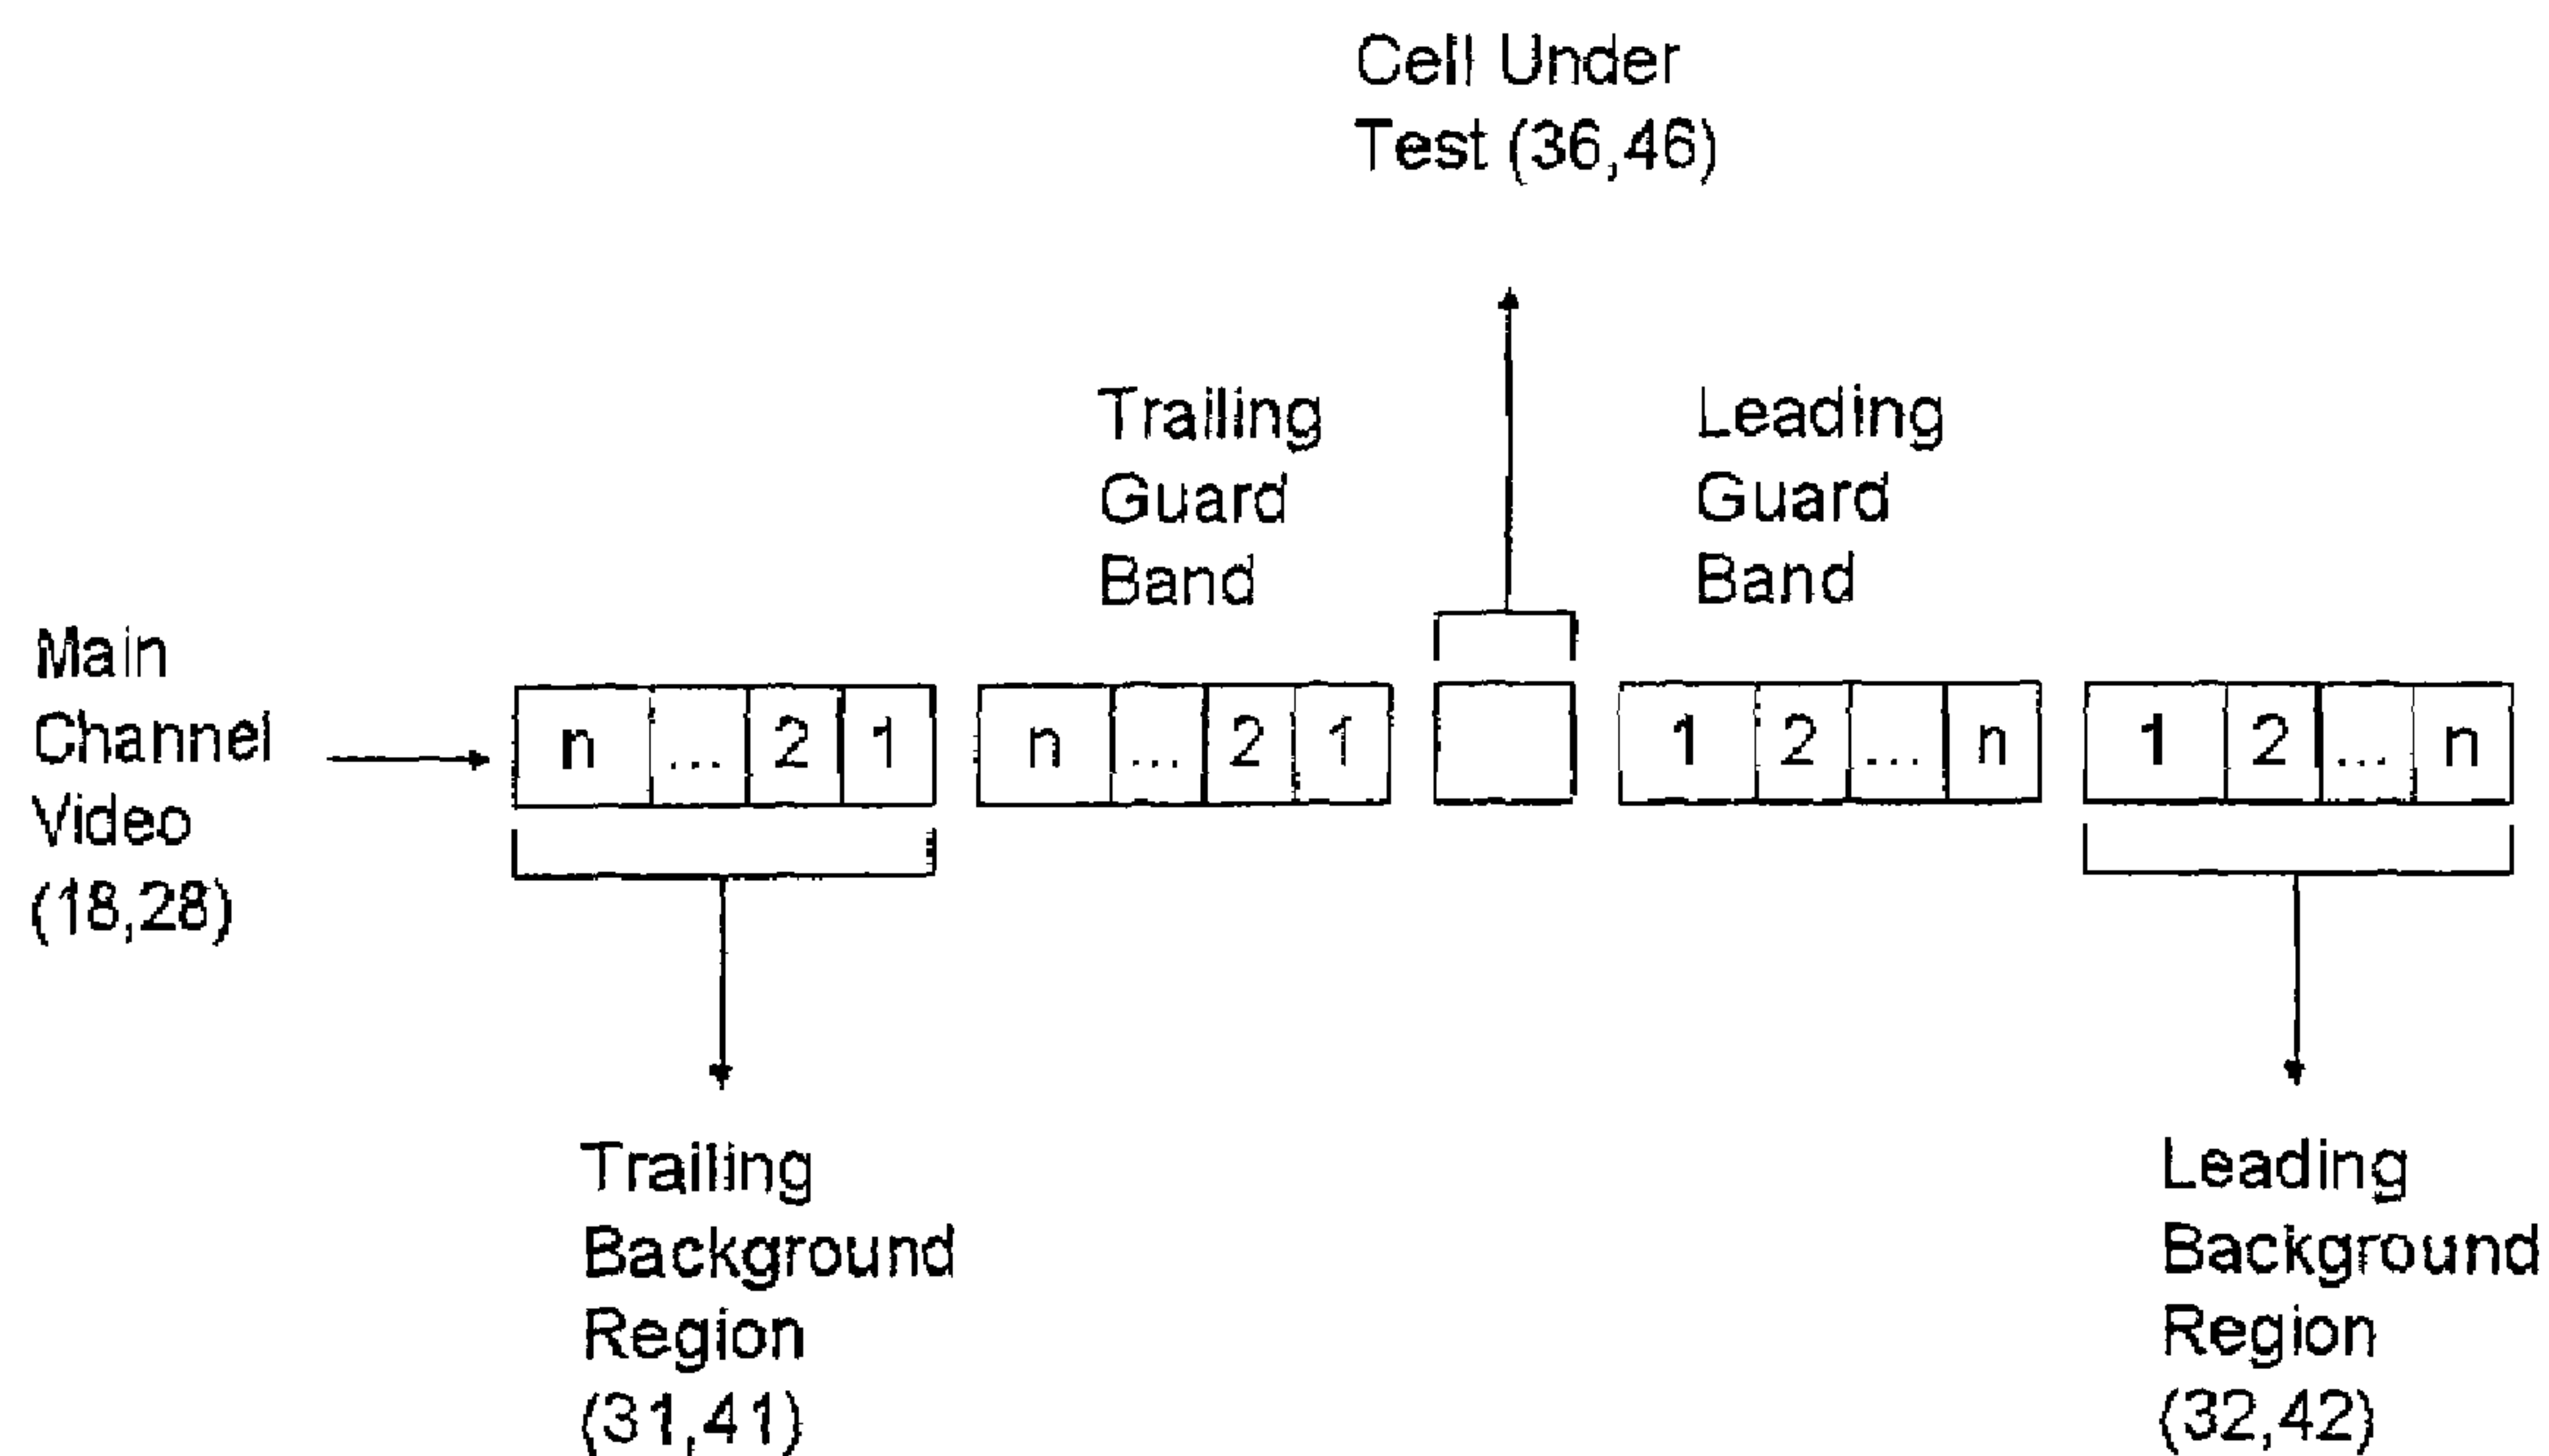 Cell Under
Test (36,46)
Trailing
Guard
Band
Leading
Guard
Band
Main
Channel
Video
(18,28)
n ... 2 1
n ... 2 1
1 2 ... n
1 2 ... n
Trailing
Background
Region
(31,41)
Leading
Background
Region
(32,42)